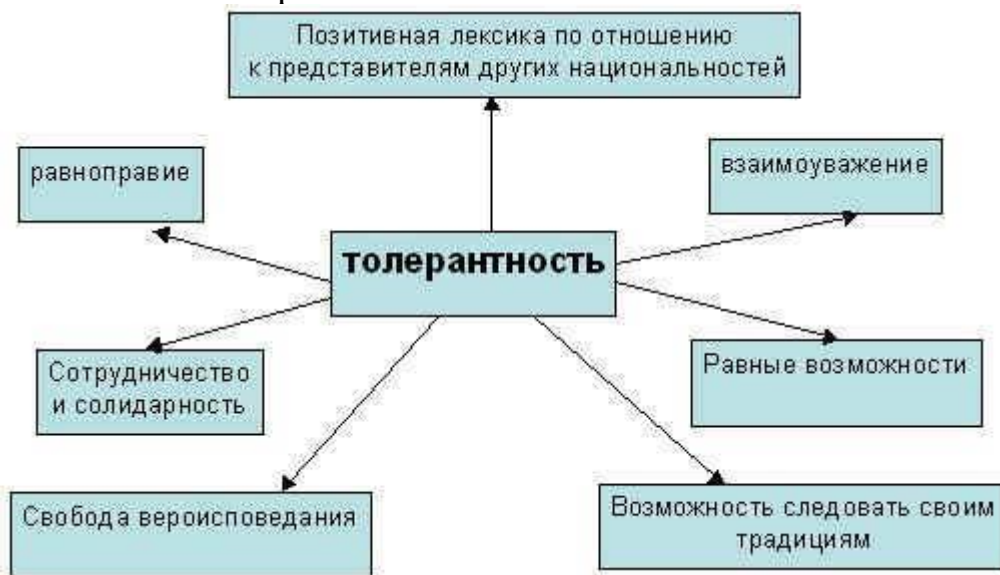 Позитивная лексика по отношению
к представителям других национальностей
равноправие
взаимоуважение
толерантность
Сотрудничество
и солидарность
Равные возможности
Свобода вероисповедания
Возможность следовать своим
традициям